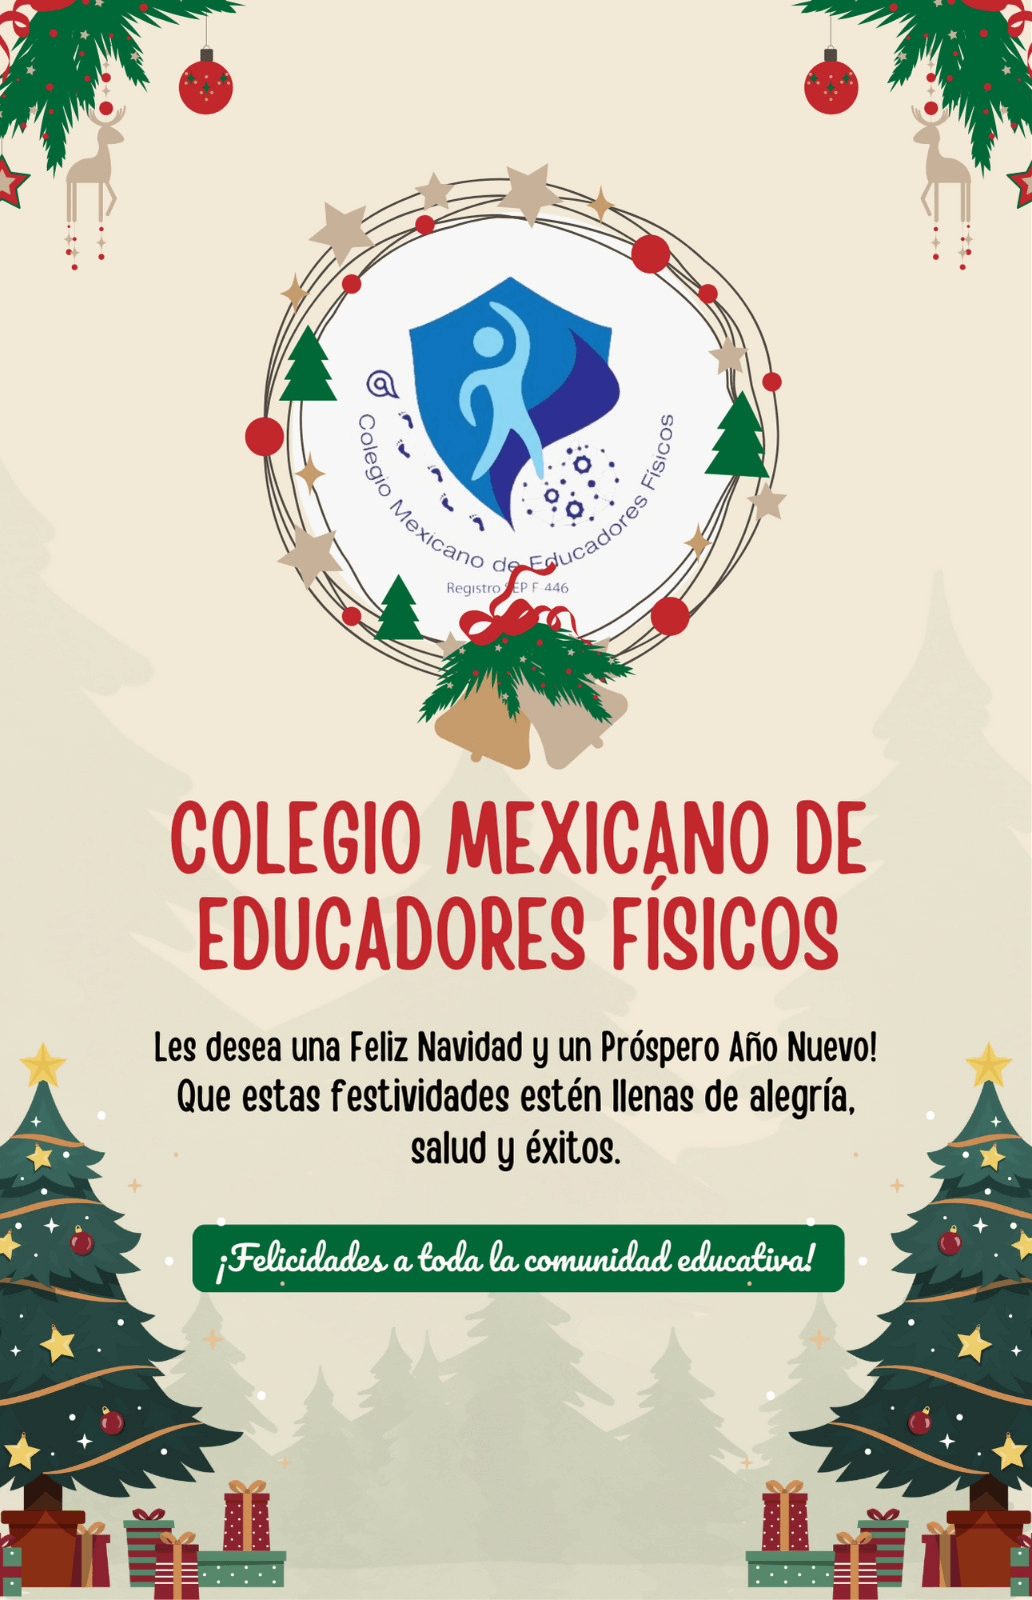 Colegio Mexicano de Educadores Físicos
Registro SEP F 446
COLEGIO MEXICANO DE
EDUCADORES FÍSICOS
Les desea una Feliz Navidad y un Próspero Año Nuevo!
Que estas festividades estén llenas de alegría,
salud y éxitos.
¡Felicidades a toda la comunidad educativa!